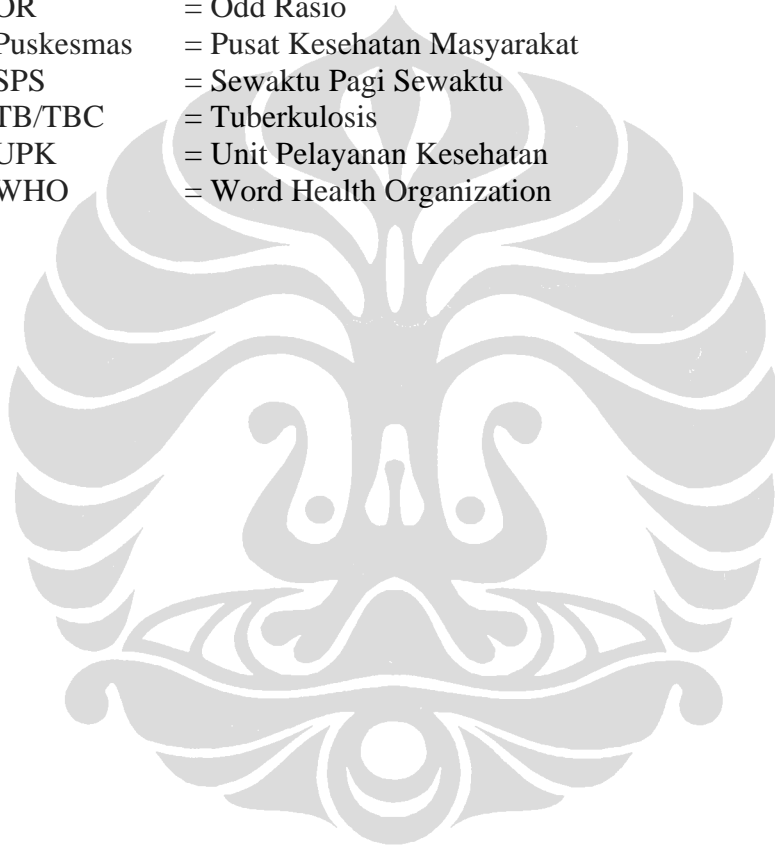 OR = Odd Rasio
Puskesmas = Pusat Kesehatan Masyarakat
SPS = Sewaktu Pagi Sewaktu
TB/TBC = Tuberkulosis
UPK = Unit Pelayanan Kesehatan
WHO = Word Health Organization